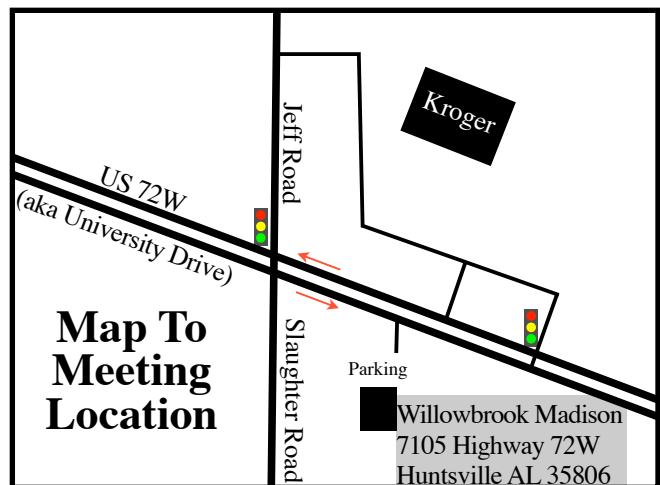 Kroger
Jeff Road
US 72W
(aka University Drive)
Map To
Meeting
Location
Slaughter Road
Parking
Willowbrook Madison
7105 Highway 72W
Huntsville AL 35806